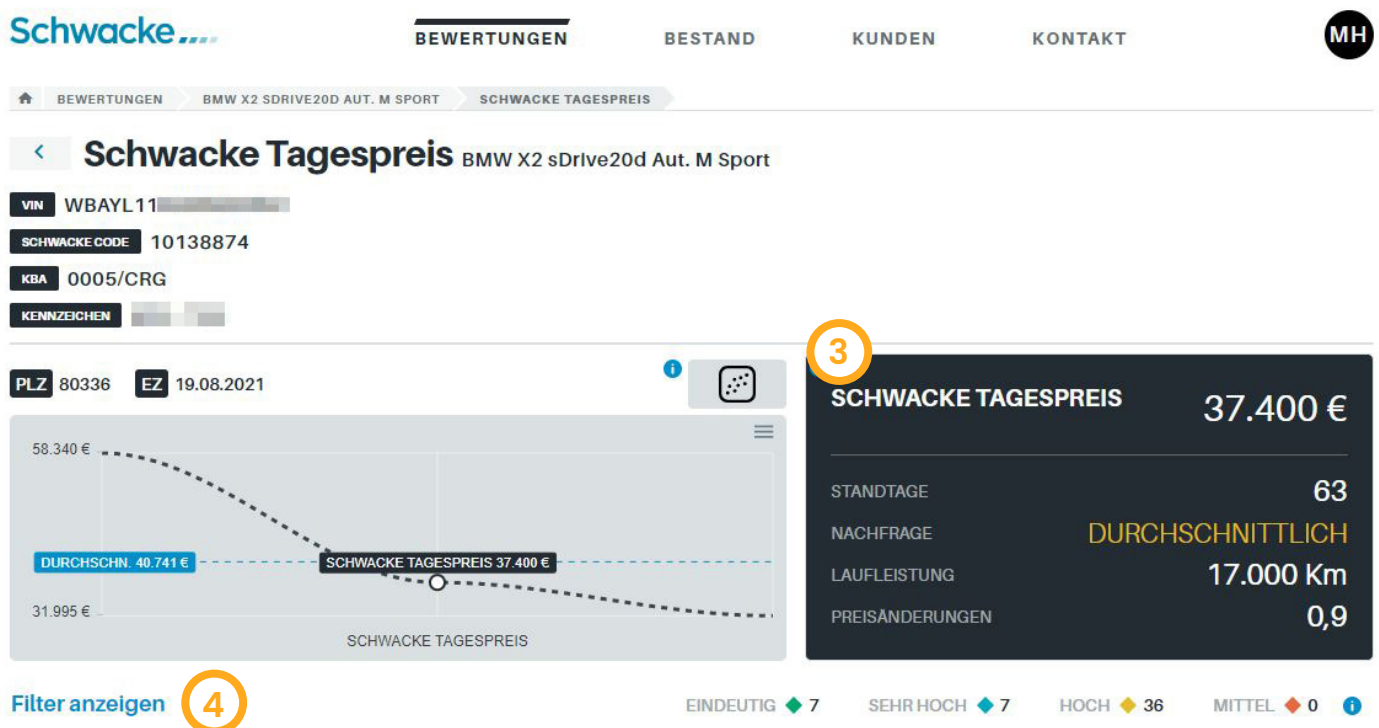 Schwacke
BEWERTUNGEN BESTAND KUNDEN KONTAKT MH
BEWERTUNGEN BMW X2 SDRIVE20D AUT. M SPORT SCHWACKE TAGESPREIS
Schwacke Tagespreis BMW X2 sDrive20d Aut. M Sport
VIN WBAYL11
SCHWACKE CODE 10138874
KBA 0005/CRG
KENNZEICHEN
PLZ 80336 EZ 19.08.2021
58.340 €
DURCHSCHN. 40.741 €
SCHWACKE TAGESPREIS 37.400 €
31.995 €
SCHWACKE TAGESPREIS
3
SCHWACKE TAGESPREIS 37.400 €
STANDTAGE 63
NACHFRAGE DURCHSCHNITTLICH
LAUFLEISTUNG 17.000 Km
PREISÄNDERUNGEN 0,9
Filter anzeigen 4
EINDEUTIG 7 SEHR HOCH 7 HOCH 36 MITTEL 0